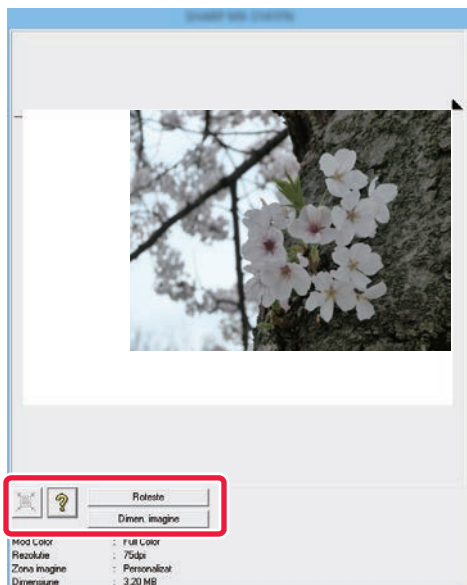 Roteste
Dimen. imagine
Mod Color : Full Color
Rezolutie : 75dpi
Zona imagine : Personalizat
Dimensiune : 3.20 MB